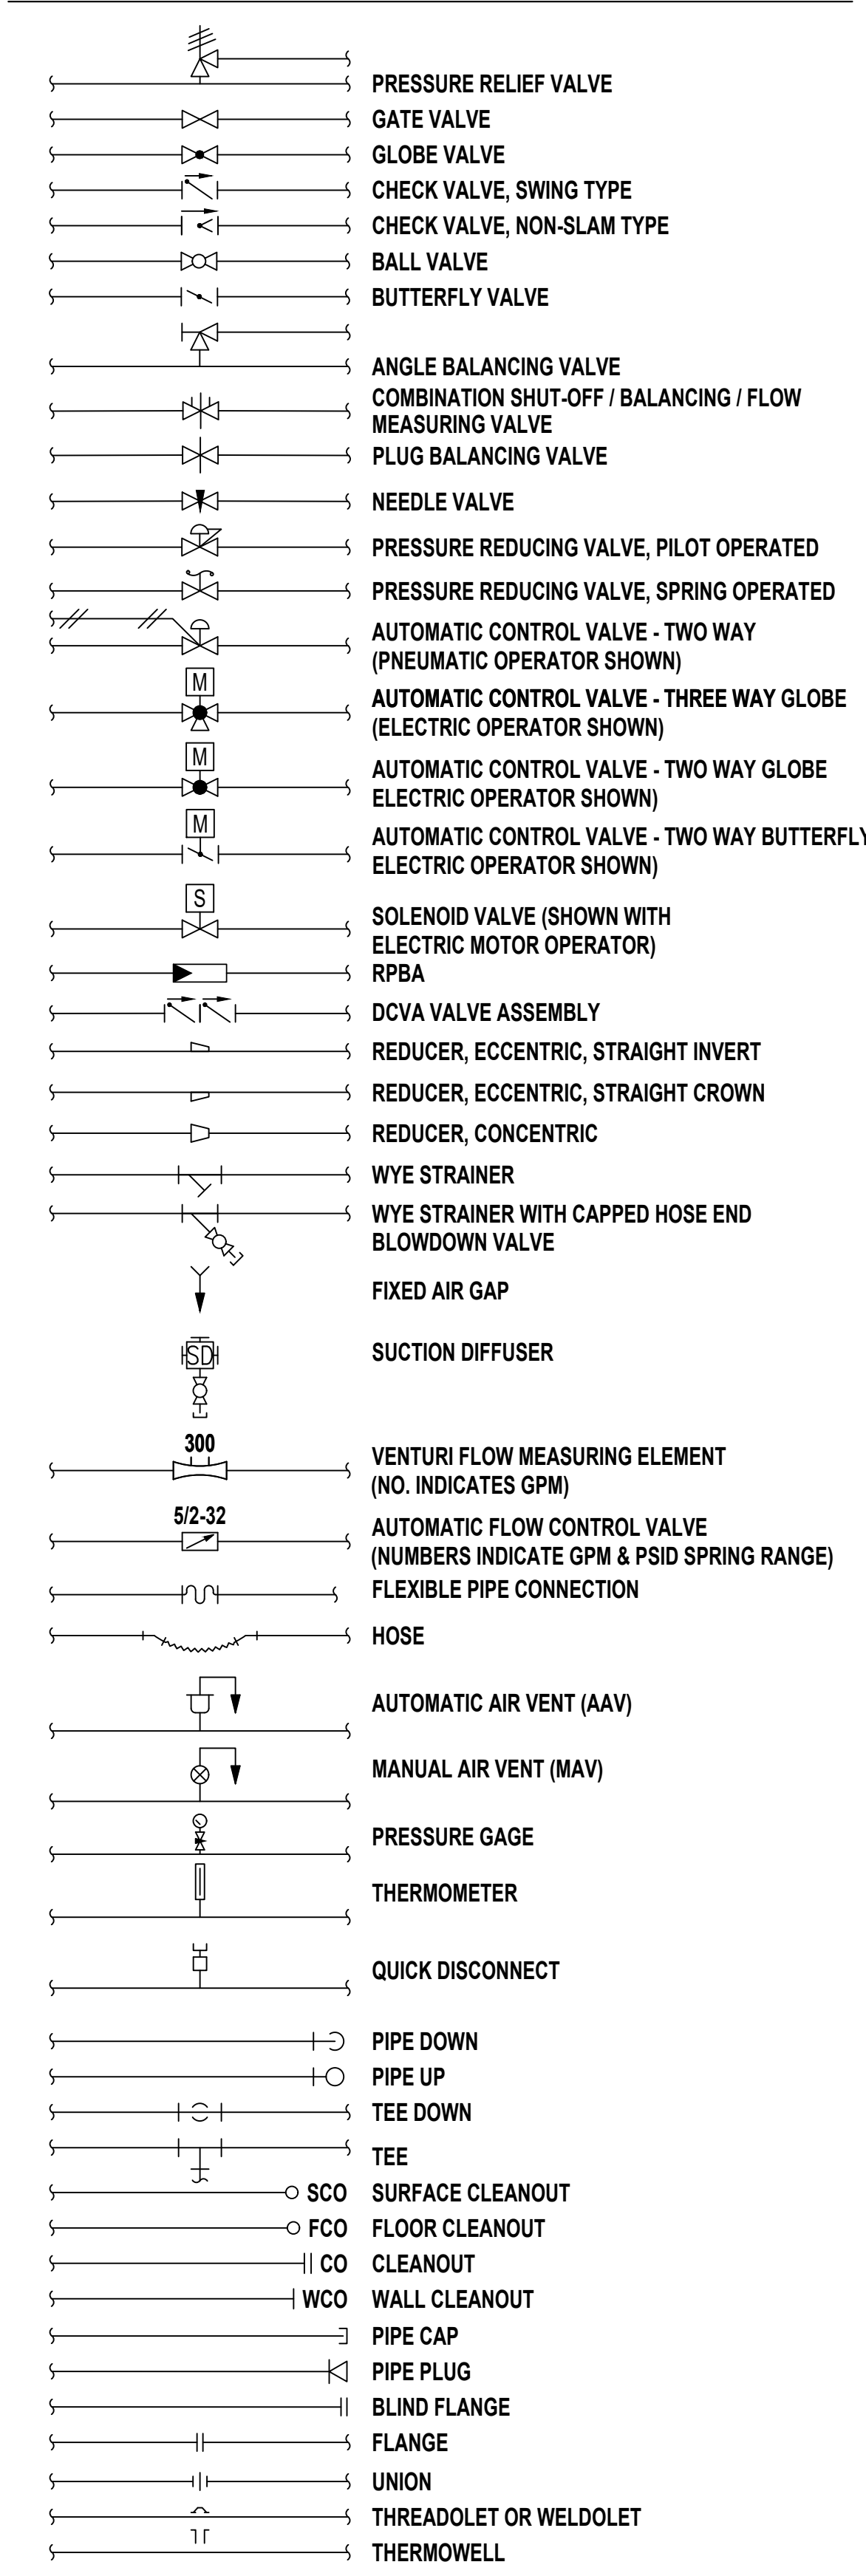 PRESSURE RELIEF VALVE
GATE VALVE
GLOBE VALVE
CHECK VALVE, SWING TYPE
CHECK VALVE, NON-SLAM TYPE
BALL VALVE
BUTTERFLY VALVE
ANGLE BALANCING VALVE
COMBINATION SHUT-OFF / BALANCING / FLOW
MEASURING VALVE
PLUG BALANCING VALVE
NEEDLE VALVE
PRESSURE REDUCING VALVE, PILOT OPERATED
PRESSURE REDUCING VALVE, SPRING OPERATED
AUTOMATIC CONTROL VALVE - TWO WAY
(PNEUMATIC OPERATOR SHOWN)
M
AUTOMATIC CONTROL VALVE - THREE WAY GLOBE
(ELECTRIC OPERATOR SHOWN)
M
AUTOMATIC CONTROL VALVE - TWO WAY GLOBE
ELECTRIC OPERATOR SHOWN)
M
AUTOMATIC CONTROL VALVE - TWO WAY BUTTERFLY
ELECTRIC OPERATOR SHOWN)
S
SOLENOID VALVE (SHOWN WITH
ELECTRIC MOTOR OPERATOR)
RPBA
DCVA VALVE ASSEMBLY
REDUCER, ECCENTRIC, STRAIGHT INVERT
REDUCER, ECCENTRIC, STRAIGHT CROWN
REDUCER, CONCENTRIC
WYE STRAINER
WYE STRAINER WITH CAPPED HOSE END
BLOWDOWN VALVE
FIXED AIR GAP
SD SUCTION DIFFUSER
300
VENTURI FLOW MEASURING ELEMENT
(NO. INDICATES GPM)
5/2-32
AUTOMATIC FLOW CONTROL VALVE
(NUMBERS INDICATE GPM & PSID SPRING RANGE)
FLEXIBLE PIPE CONNECTION
HOSE
AUTOMATIC AIR VENT (AAV)
MANUAL AIR VENT (MAV)
PRESSURE GAGE
THERMOMETER
QUICK DISCONNECT
PIPE DOWN
PIPE UP
TEE DOWN
TEE
SCO SURFACE CLEANOUT
FCO FLOOR CLEANOUT
CO CLEANOUT
WCO WALL CLEANOUT
PIPE CAP
PIPE PLUG
BLIND FLANGE
FLANGE
UNION
THREADOLET OR WELDOLET
THERMOWELL